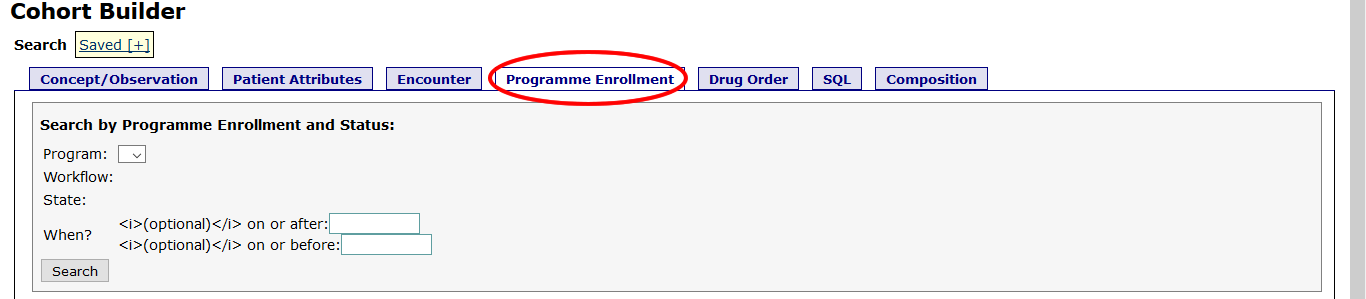 Cohort Builder
Search Saved [+]
Concept/Observation Patient Attributes Encounter Programme Enrollment Drug Order SQL Composition
Search by Programme Enrollment and Status:
Program:
Workflow:
State:
When? <i>(optional)</i> on or after:
<i>(optional)</i> on or before:
Search